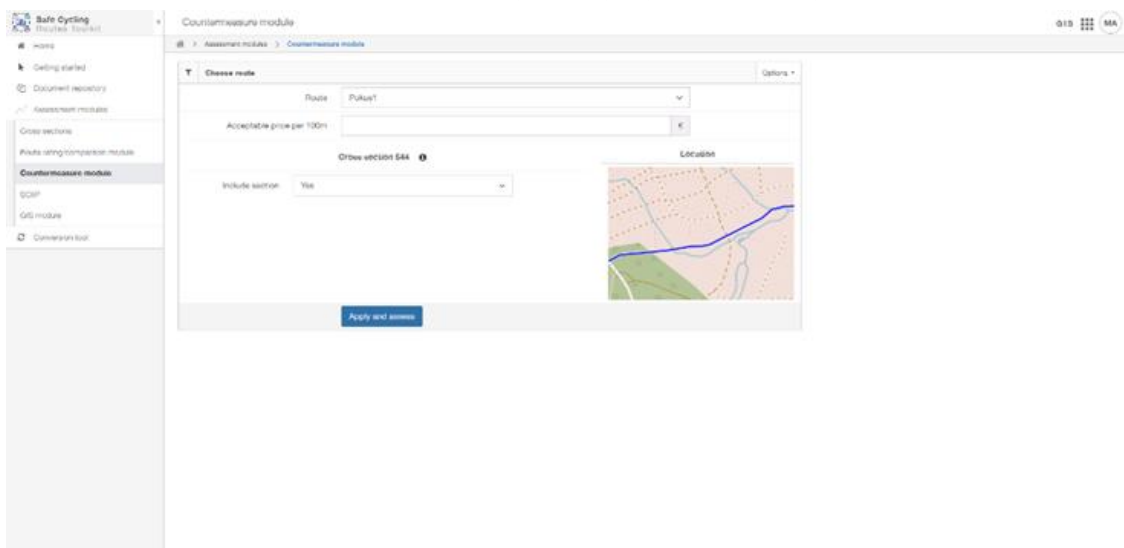 Safe Cycling
Routes Toolkit
Home
Getting started
Document repository
Assessment modules
Cross sections
Route rating/comparison module
Countermeasure module
GIS module
Conversion tool
Countermeasure module
GIS
MA
> Assessment modules > Countermeasure module
Choose route
Options
Route
Pukus1
Acceptable price per 100m
€
Cross section 544
Location
Include section
Yes
Apply and assess